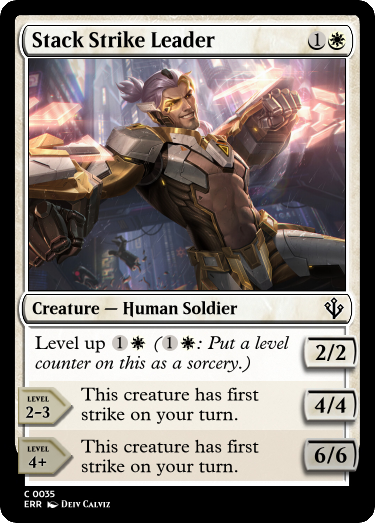 Stack Strike Leader 1
Creature — Human Soldier
Level up 1 (1: Put a level
counter on this as a sorcery.)
2/2
LEVEL
2-3
This creature has first
strike on your turn.
4/4
LEVEL
4+
This creature has first
strike on your turn.
6/6
C 0035
ERR Deiv Calviz